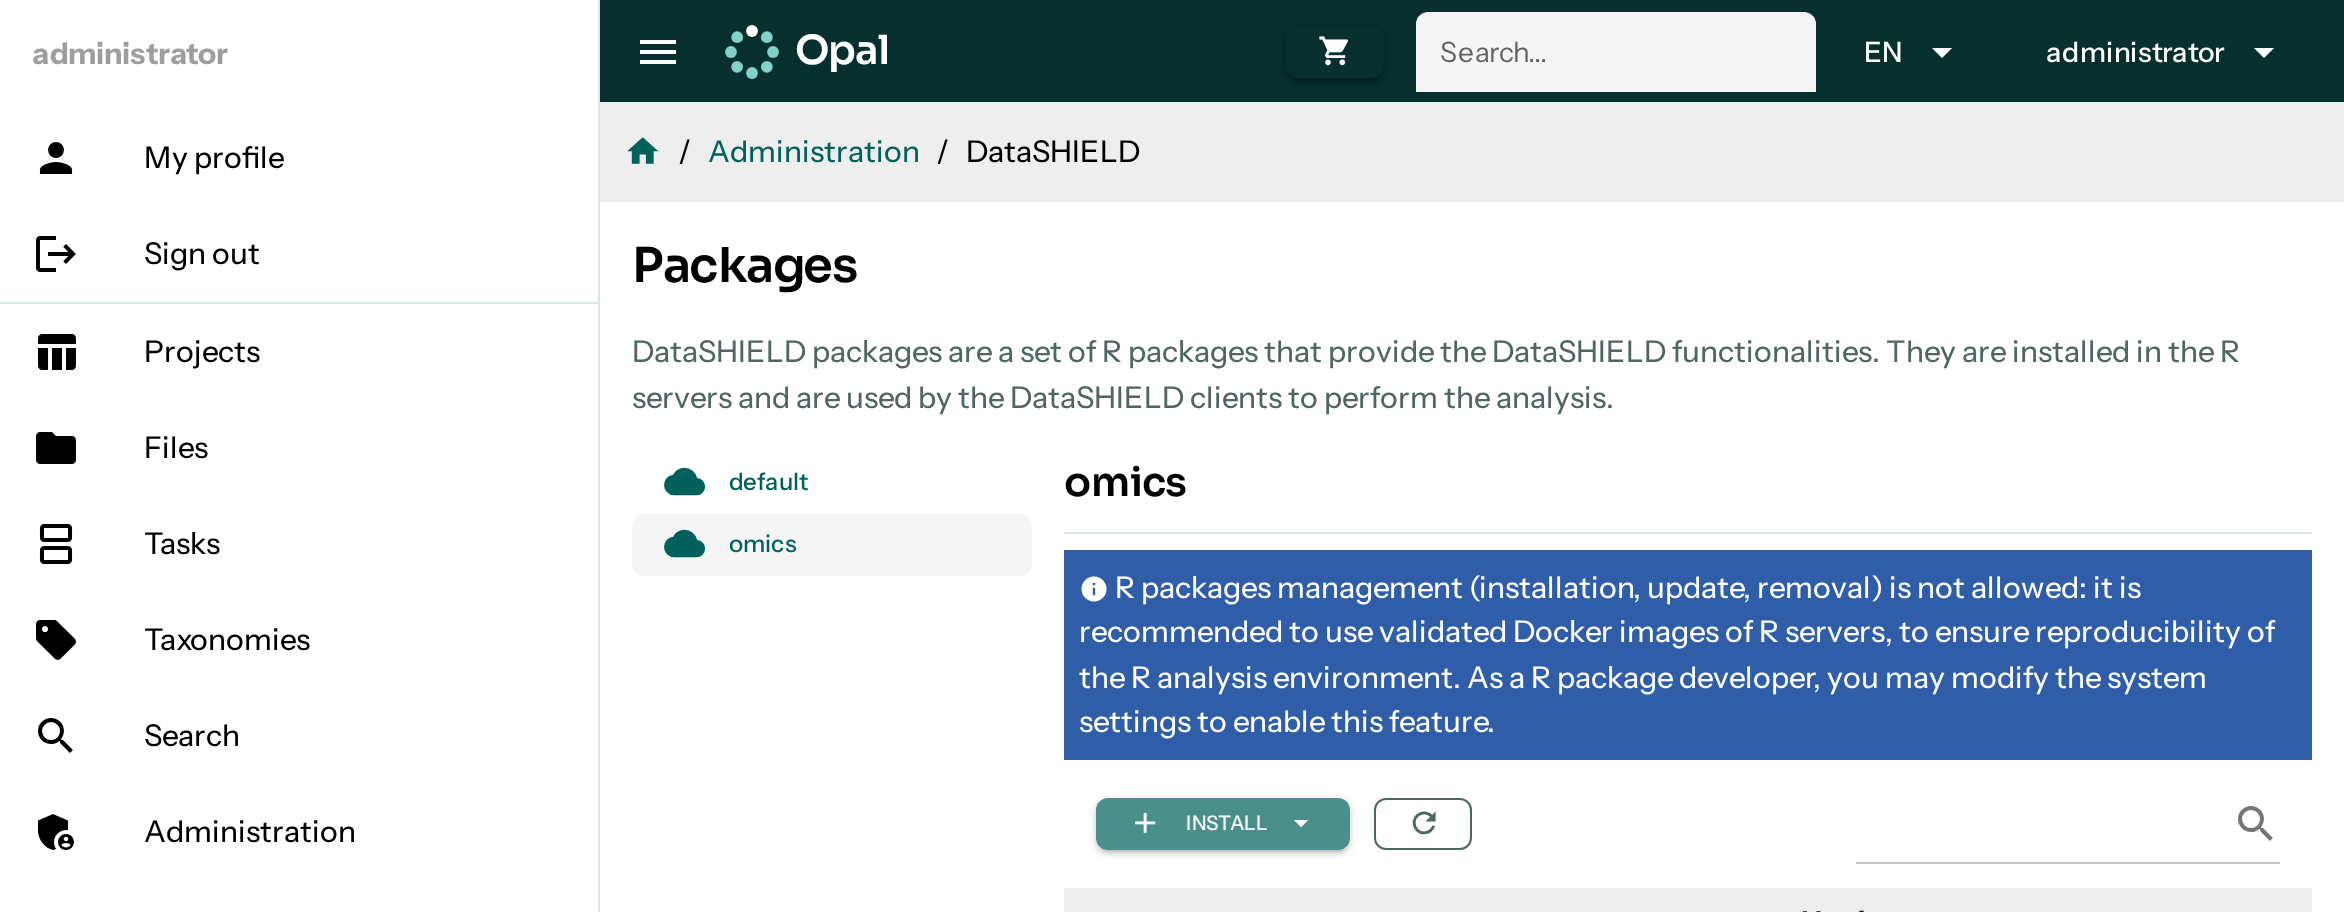 administrator
My profile
Sign out
Projects
Files
Tasks
Taxonomies
Search
Administration
Opal
Search...
EN
administrator
/ Administration / DataSHIELD
Packages
DataSHIELD packages are a set of R packages that provide the DataSHIELD functionalities. They are installed in the R
servers and are used by the DataSHIELD clients to perform the analysis.
default
omics
omics
R packages management (installation, update, removal) is not allowed: it is
recommended to use validated Docker images of R servers, to ensure reproducibility of
the R analysis environment. As a R package developer, you may modify the system
settings to enable this feature.
INSTALL